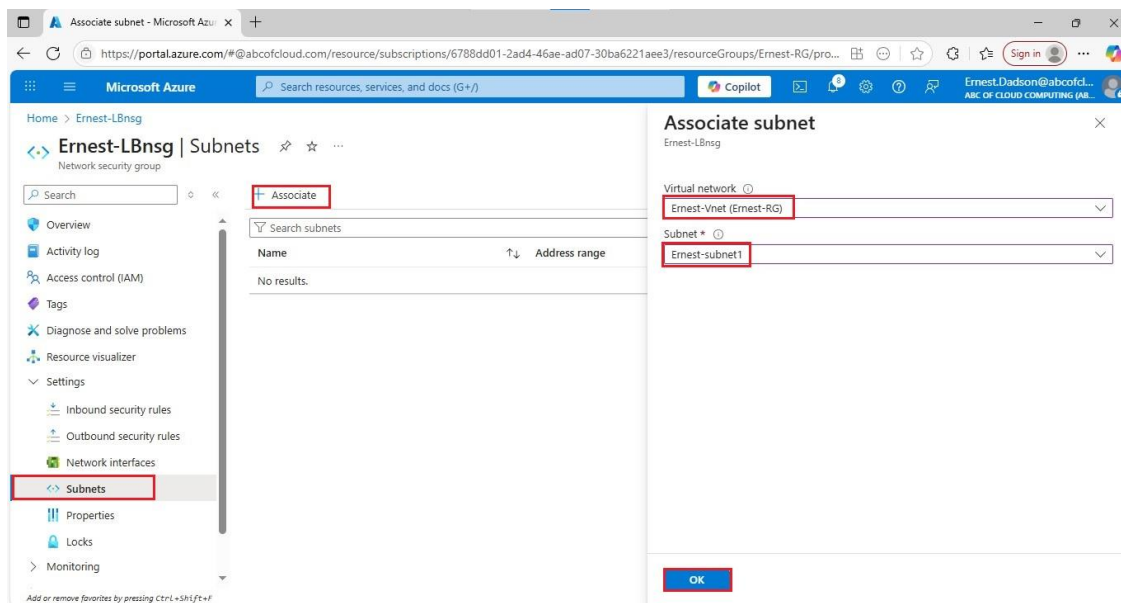 Associate subnet - Microsoft Azu
https://portal.azure.com/#@abcofcloud.com/resource/subscriptions/6788dd01-2ad4-46ae-ad07-30ba6221aee3/resourceGroups/Ernest-RG/pro...
Sign in
Microsoft Azure
Search resources, services, and docs (G+/)
Copilot
8
Ernest.Dadson@abcofcl...
ABC OF CLOUD COMPUTING (AB...
Home > Ernest-LBnsg
Ernest-LBnsg | Subnets
Network security group
Search
Overview
Activity log
Access control (IAM)
Tags
Diagnose and solve problems
Resource visualizer
Settings
Inbound security rules
Outbound security rules
Network interfaces
Subnets
Properties
Locks
Monitoring
Add or remove favorites by pressing Ctrl+Shift+F
Associate
Search subnets
Name Address range
No results.
Associate subnet
Ernest-LBnsg
Virtual network
Ernest-Vnet (Ernest-RG)
Subnet *
Ernest-subnet1
OK